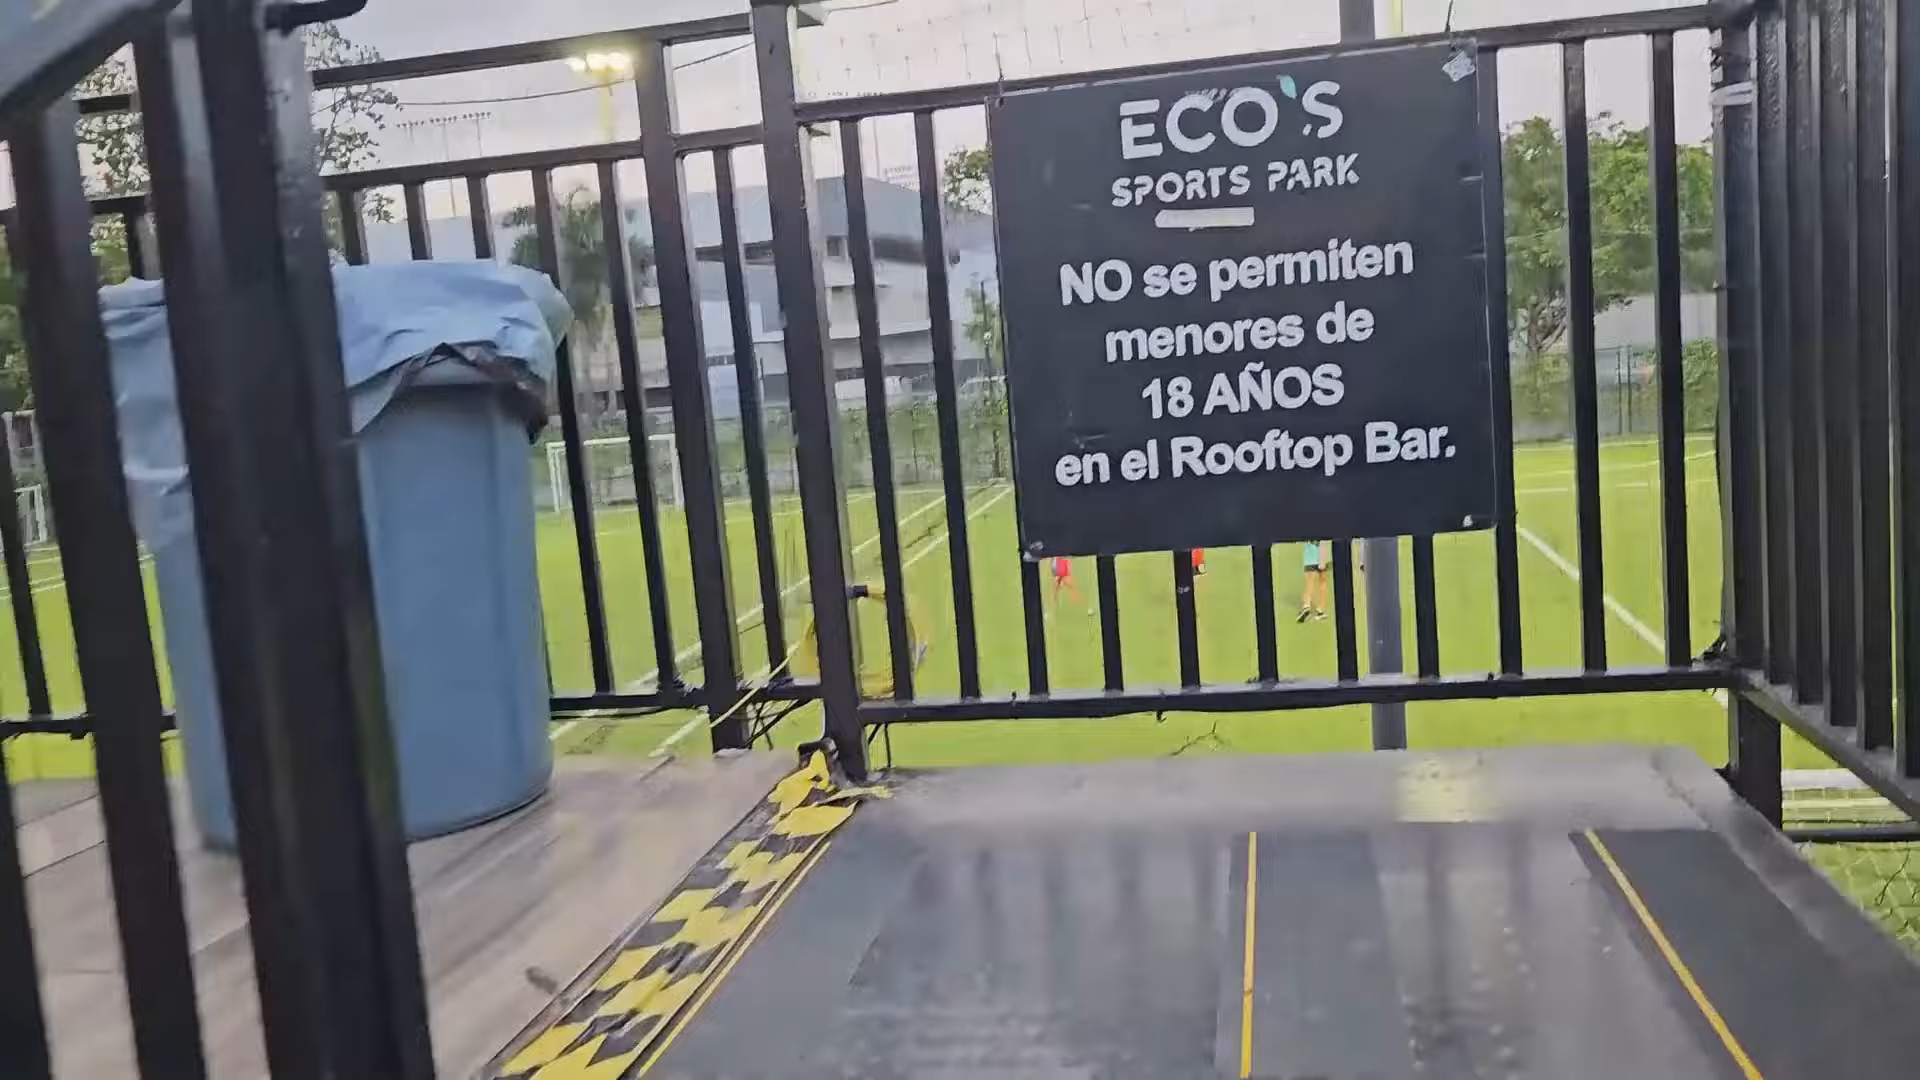 ECO'S
SPORTS PARK
NO se permiten
menores de
18 AÑOS
en el Rooftop Bar.